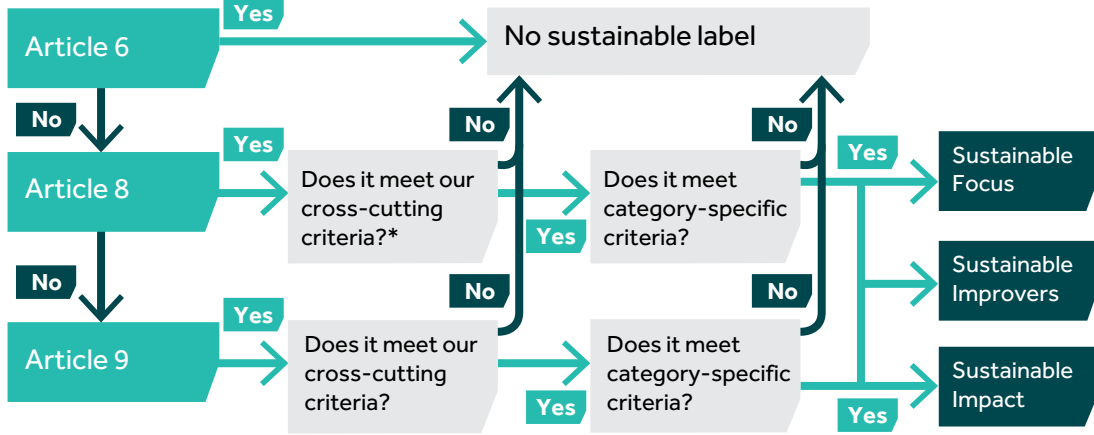 Yes
Article 6
No sustainable label
No
Yes
No
No
Yes
Article 8
Does it meet our
cross-cutting
criteria?*
Yes
Does it meet
category-specific
criteria?
Sustainable
Focus
No
No
No
Sustainable
Improvers
Yes
Article 9
Does it meet our
cross-cutting
criteria?
Yes
Does it meet
category-specific
criteria?
Yes
Sustainable
Impact